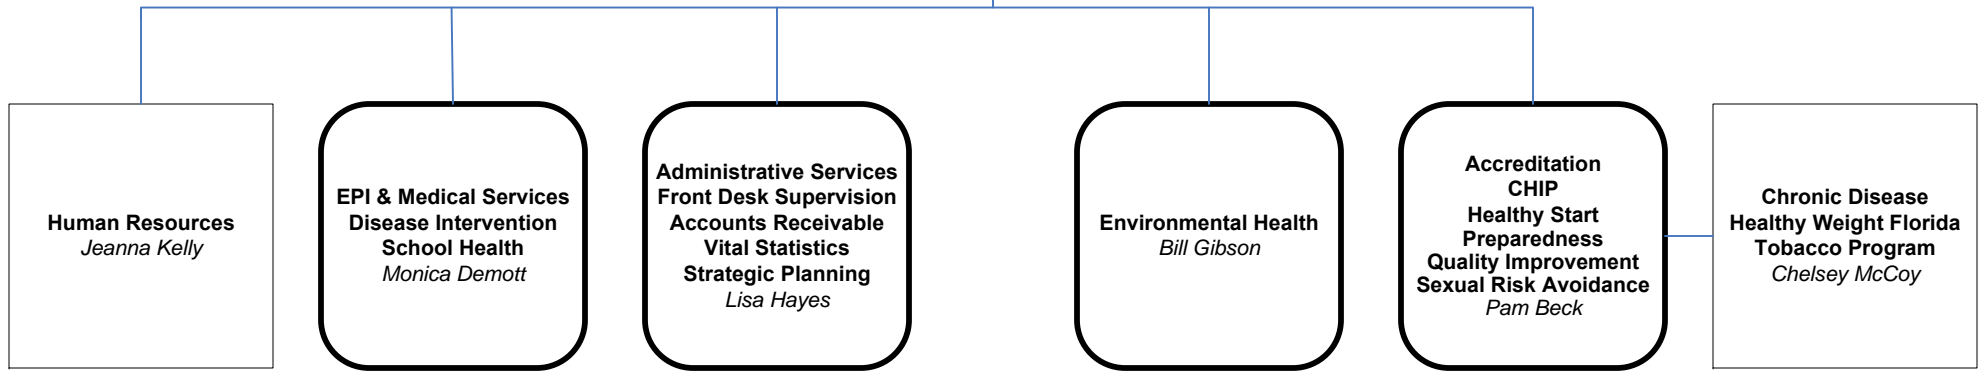 Human Resources
Jeanna Kelly
EPI & Medical Services
Disease Intervention
School Health
Monica Demott
Administrative Services
Front Desk Supervision
Accounts Receivable
Vital Statistics
Strategic Planning
Lisa Hayes
Environmental Health
Bill Gibson
Accreditation
CHIP
Healthy Start
Preparedness
Quality Improvement
Sexual Risk Avoidance
Pam Beck
Chronic Disease
Healthy Weight Florida
Tobacco Program
Chelsey McCoy